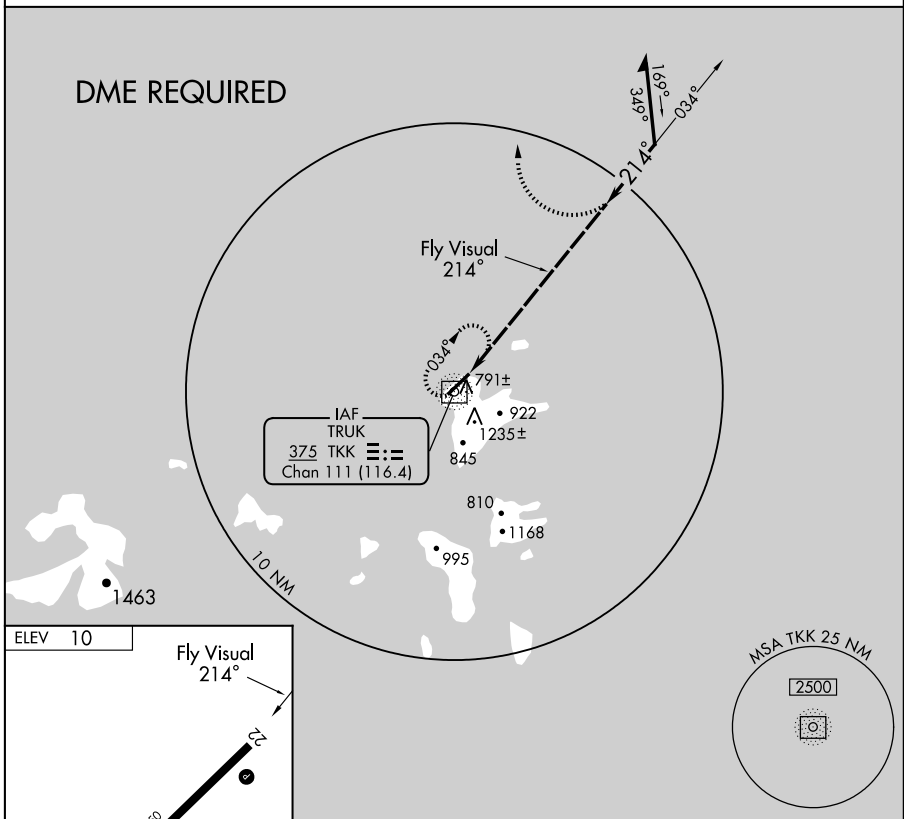 DME REQUIRED
169°
349°
034°
214°
Fly Visual
214°
034°
791±
922
1235±
845
IAF
TRUK
375 TKK
Chan 111 (116.4)
810
1168
995
10 NM
1463
ELEV 10
Fly Visual
214°
22
MSA TKK 25 NM
2500